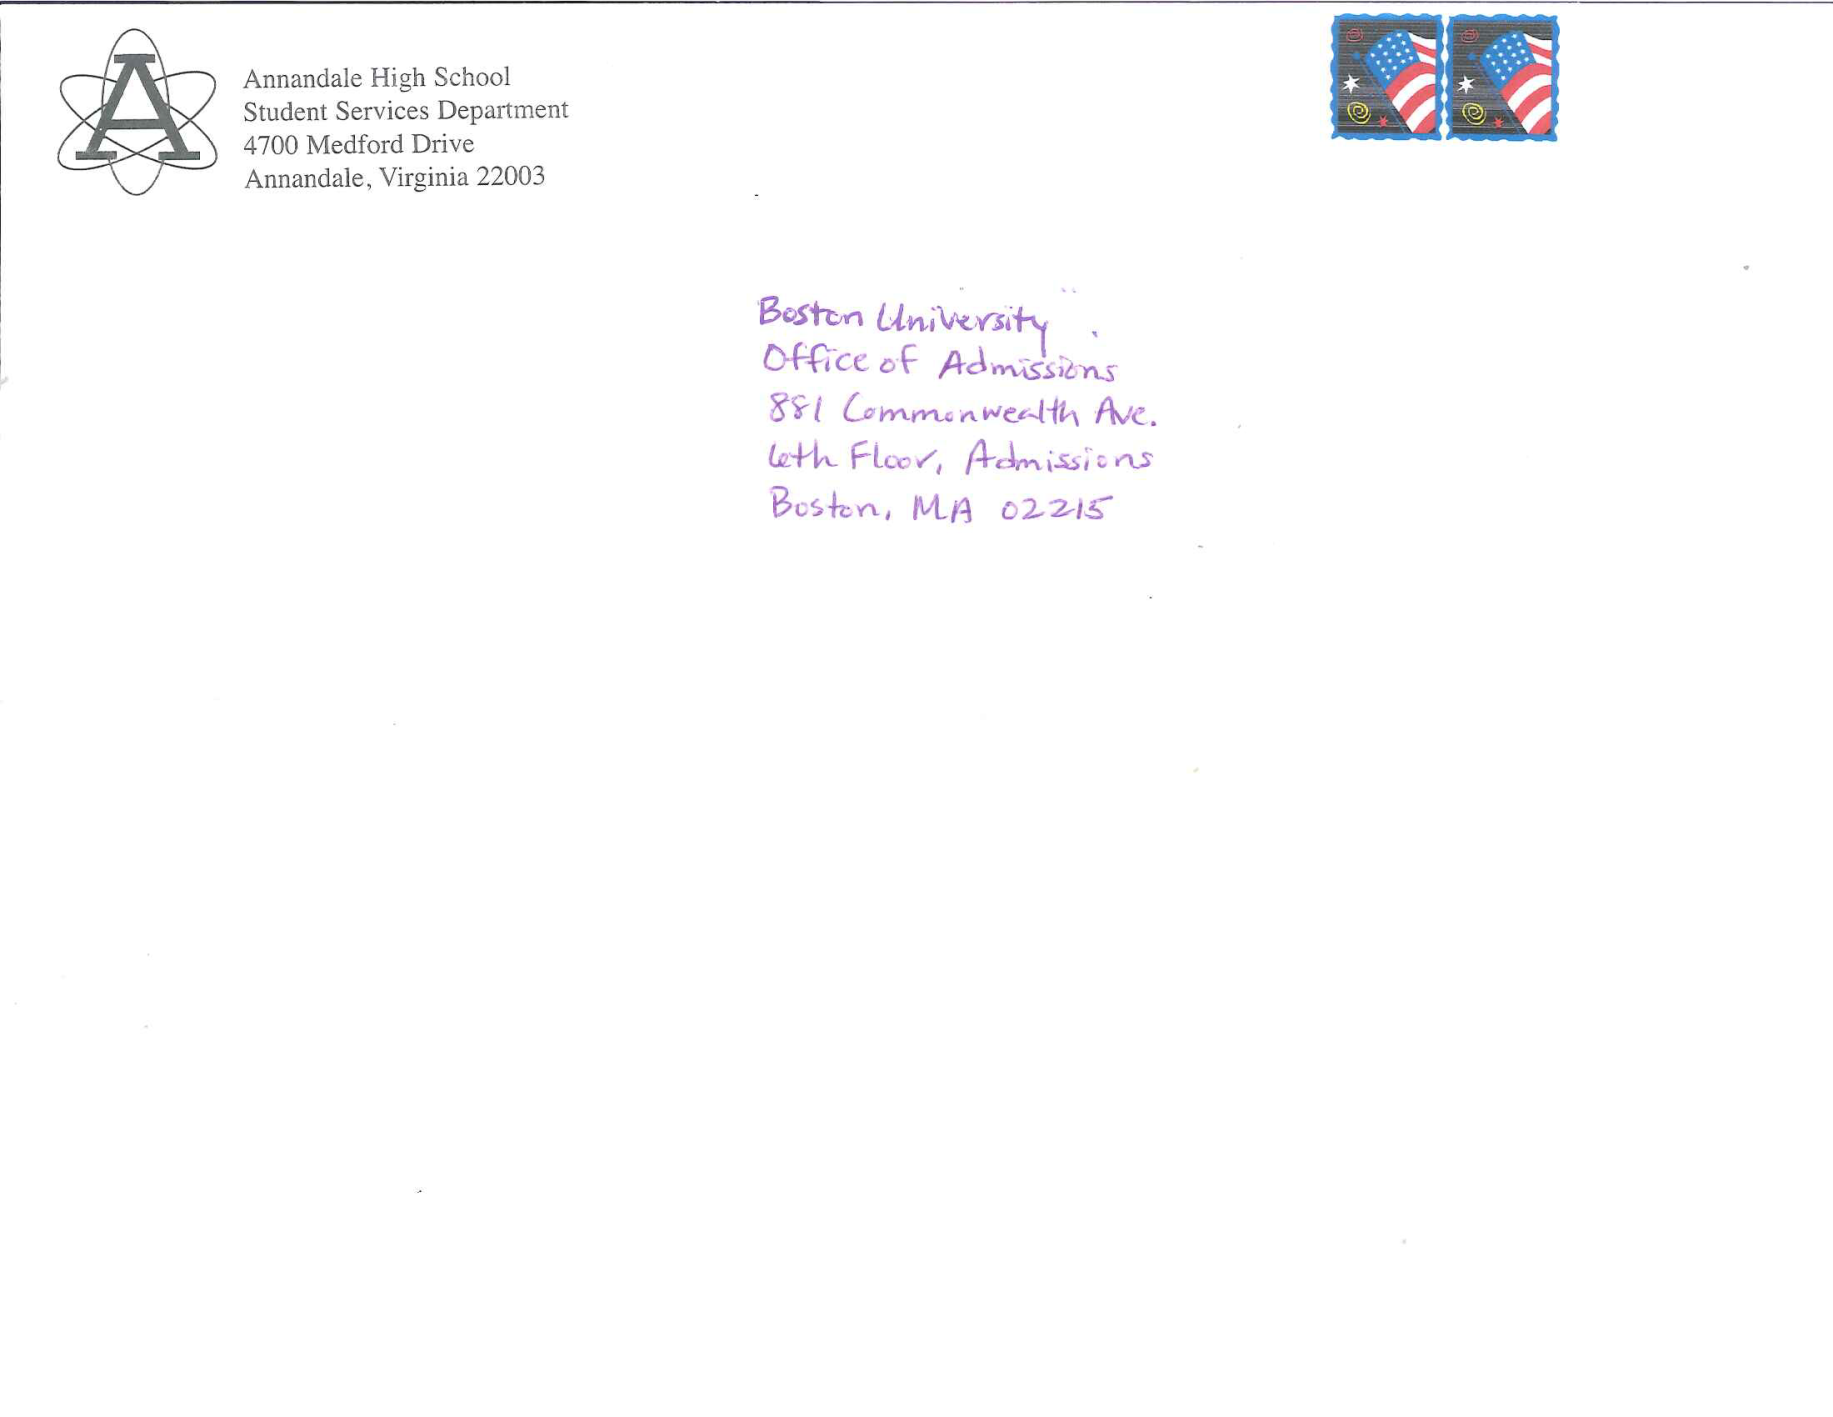 A
Annandale High School
Student Services Department
4700 Medford Drive
Annandale, Virginia 22003
Boston University
Office of Admissions
881 Commonwealth Ave.
6th Floor, Admissions
Boston, MA 02215